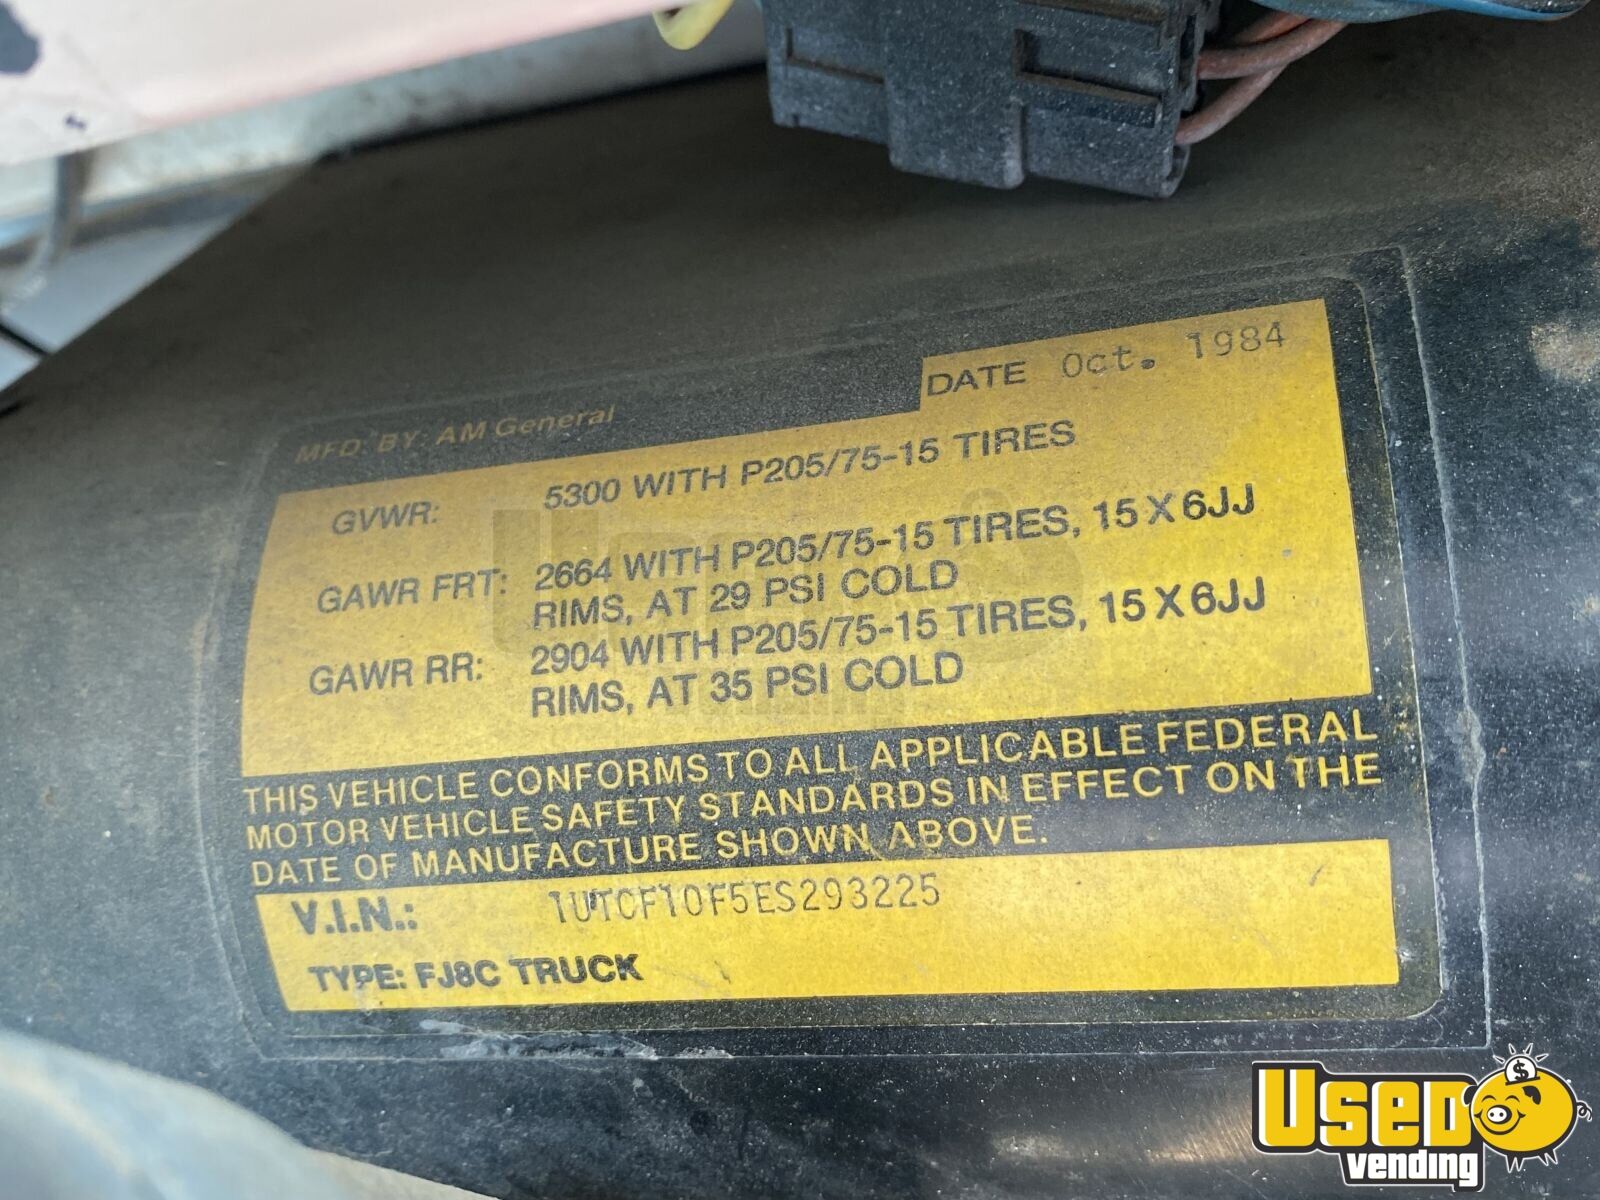 MFD. BY: AM General
DATE Oct. 1984
GVWR: 5300 WITH P205/75-15 TIRES
GAWR FRT: 2664 WITH P205/75-15 TIRES, 15 X 6JJ
RIMS, AT 29 PSI COLD
GAWR RR: 2904 WITH P205/75-15 TIRES, 15 X 6JJ
RIMS, AT 35 PSI COLD
THIS VEHICLE CONFORMS TO ALL APPLICABLE FEDERAL
MOTOR VEHICLE SAFETY STANDARDS IN EFFECT ON THE
DATE OF MANUFACTURE SHOWN ABOVE.
V.I.N.: 1UTCF10F5ES293225
TYPE: FJ8C TRUCK
USED
vending